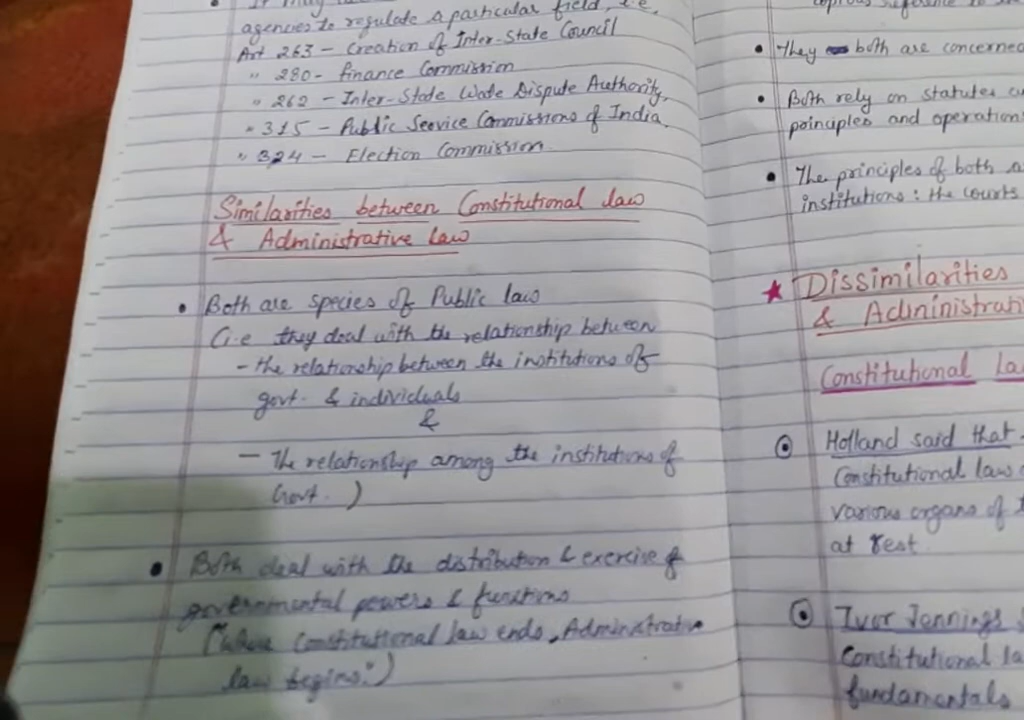 agencies to regulate a particular field, i.e.
Art 263 - Creation of Inter-State Council
" 280 - Finance Commission
" 262 - Inter-State Wate Dispute Authority,
" 315 - Public Service Commissions of India
" 324 - Election Commission
Similarities between Constitutional law
& Administrative law
• Both are species of Public law
(i.e they deal with the relationship between
- the relationship between the institutions of
govt. & individuals
&
- The relationship among the institutions of
Govt. )
• Both deal with the distribution & exercise of
governmental powers & functions
("Where Constitutional law ends, Administrative
law begins".)
• They both are concerned
• Both rely on statutes
principles and operation
• The principles of both
institutions : the courts
★ Dissimilarities
& Administrati
Constitutional La
Holland said that
Constitutional law
various organs of
at rest
Ivor Jennings
Constitutional la
fundamentals